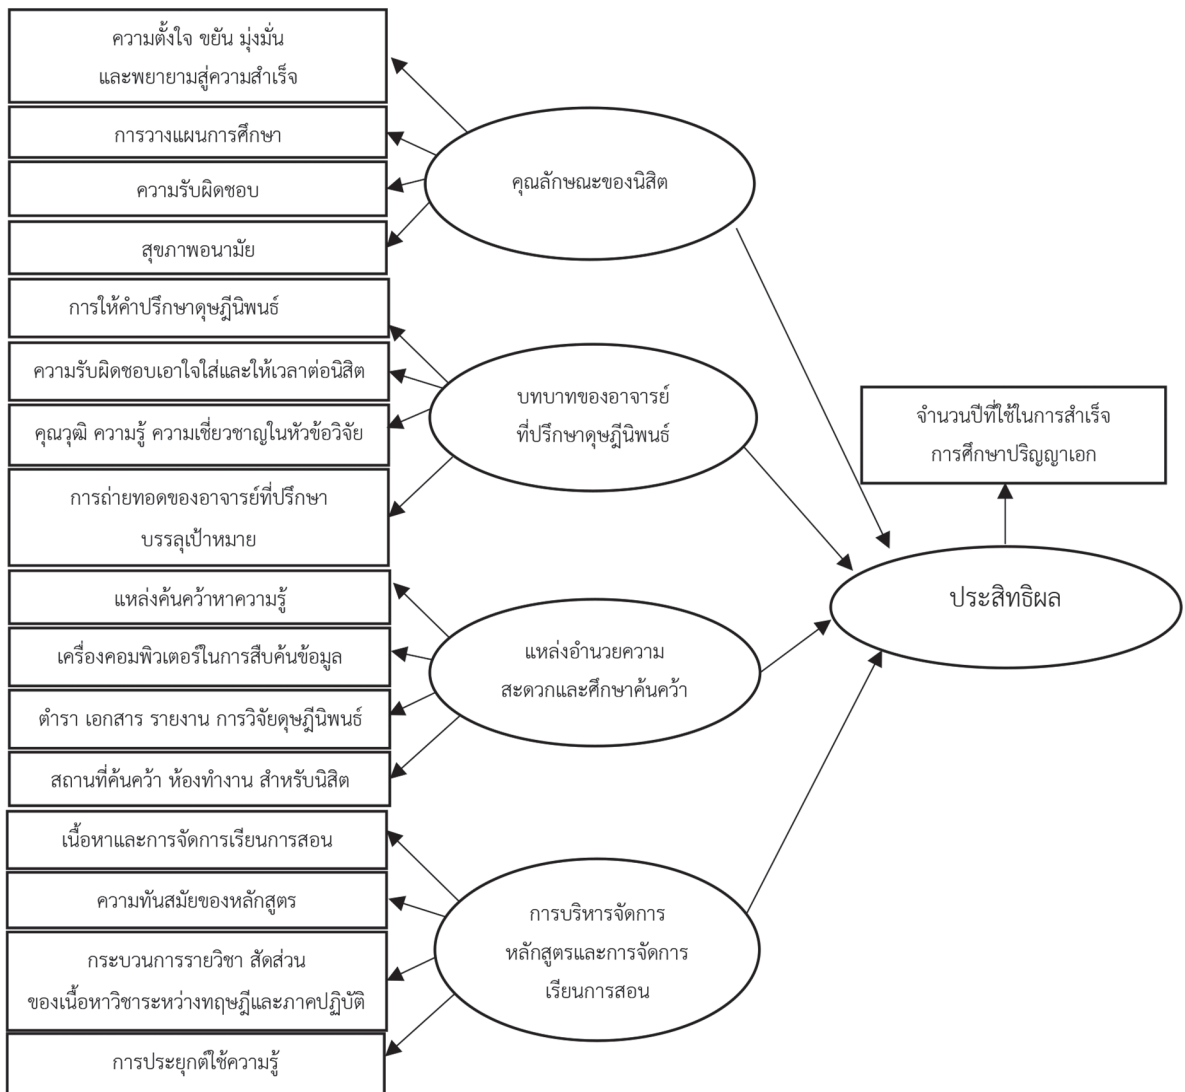 ความตั้งใจ ขยัน มุ่งมั่น
และพยายามสู่ความสำเร็จ
การวางแผนการศึกษา
ความรับผิดชอบ
สุขภาพอนามัย
คุณลักษณะของนิสิต
การให้คำปรึกษาดุษฎีนิพนธ์
ความรับผิดชอบเอาใจใส่และให้เวลาต่อนิสิต
คุณวุฒิ ความรู้ ความเชี่ยวชาญในหัวข้อวิจัย
การถ่ายทอดของอาจารย์ที่ปรึกษา
บรรลุเป้าหมาย
บทบาทของอาจารย์
ที่ปรึกษาดุษฎีนิพนธ์
แหล่งค้นคว้าหาความรู้
เครื่องคอมพิวเตอร์ในการสืบค้นข้อมูล
ตำรา เอกสาร รายงาน การวิจัยดุษฎีนิพนธ์
สถานที่ค้นคว้า ห้องทำงาน สำหรับนิสิต
แหล่งอำนวยความ
สะดวกและศึกษาค้นคว้า
เนื้อหาและการจัดการเรียนการสอน
ความทันสมัยของหลักสูตร
กระบวนการรายวิชา สัดส่วน
ของเนื้อหาวิชาระหว่างทฤษฎีและภาคปฏิบัติ
การประยุกต์ใช้ความรู้
การบริหารจัดการ
หลักสูตรและการจัดการ
เรียนการสอน
จำนวนปีที่ใช้ในการสำเร็จ
การศึกษาปริญญาเอก
ประสิทธิผล